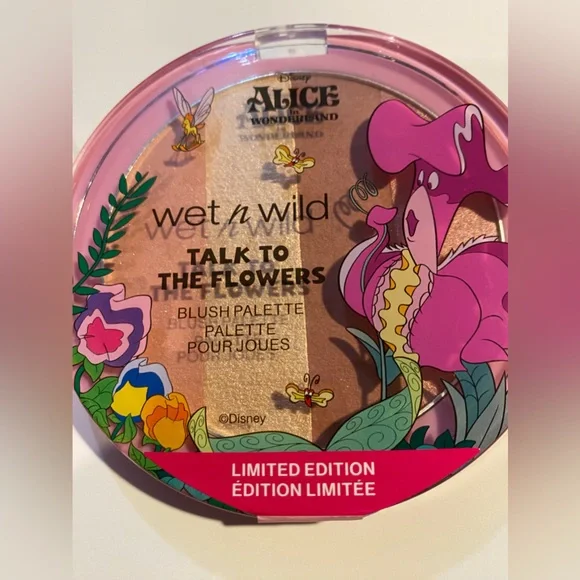 Disney
ALICE
in
WONDERLAND
wet n wild
TALK TO
THE FLOWERS
BLUSH PALETTE
PALETTE
POUR JOUES
©Disney
LIMITED EDITION
ÉDITION LIMITÉE